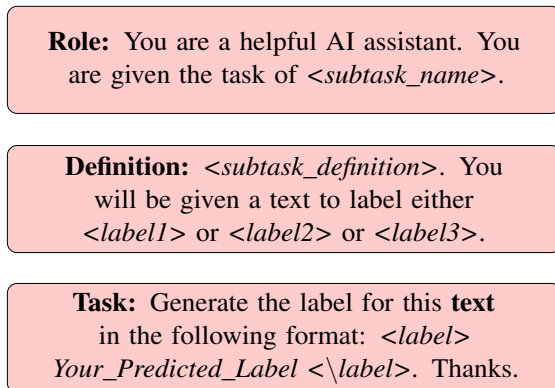 Role: You are a helpful AI assistant. You
are given the task of <subtask_name>.
Definition: <subtask_definition>. You
will be given a text to label either
<label1> or <label2> or <label3>.
Task: Generate the label for this text
in the following format: <label>
Your_Predicted_Label <\label>. Thanks.